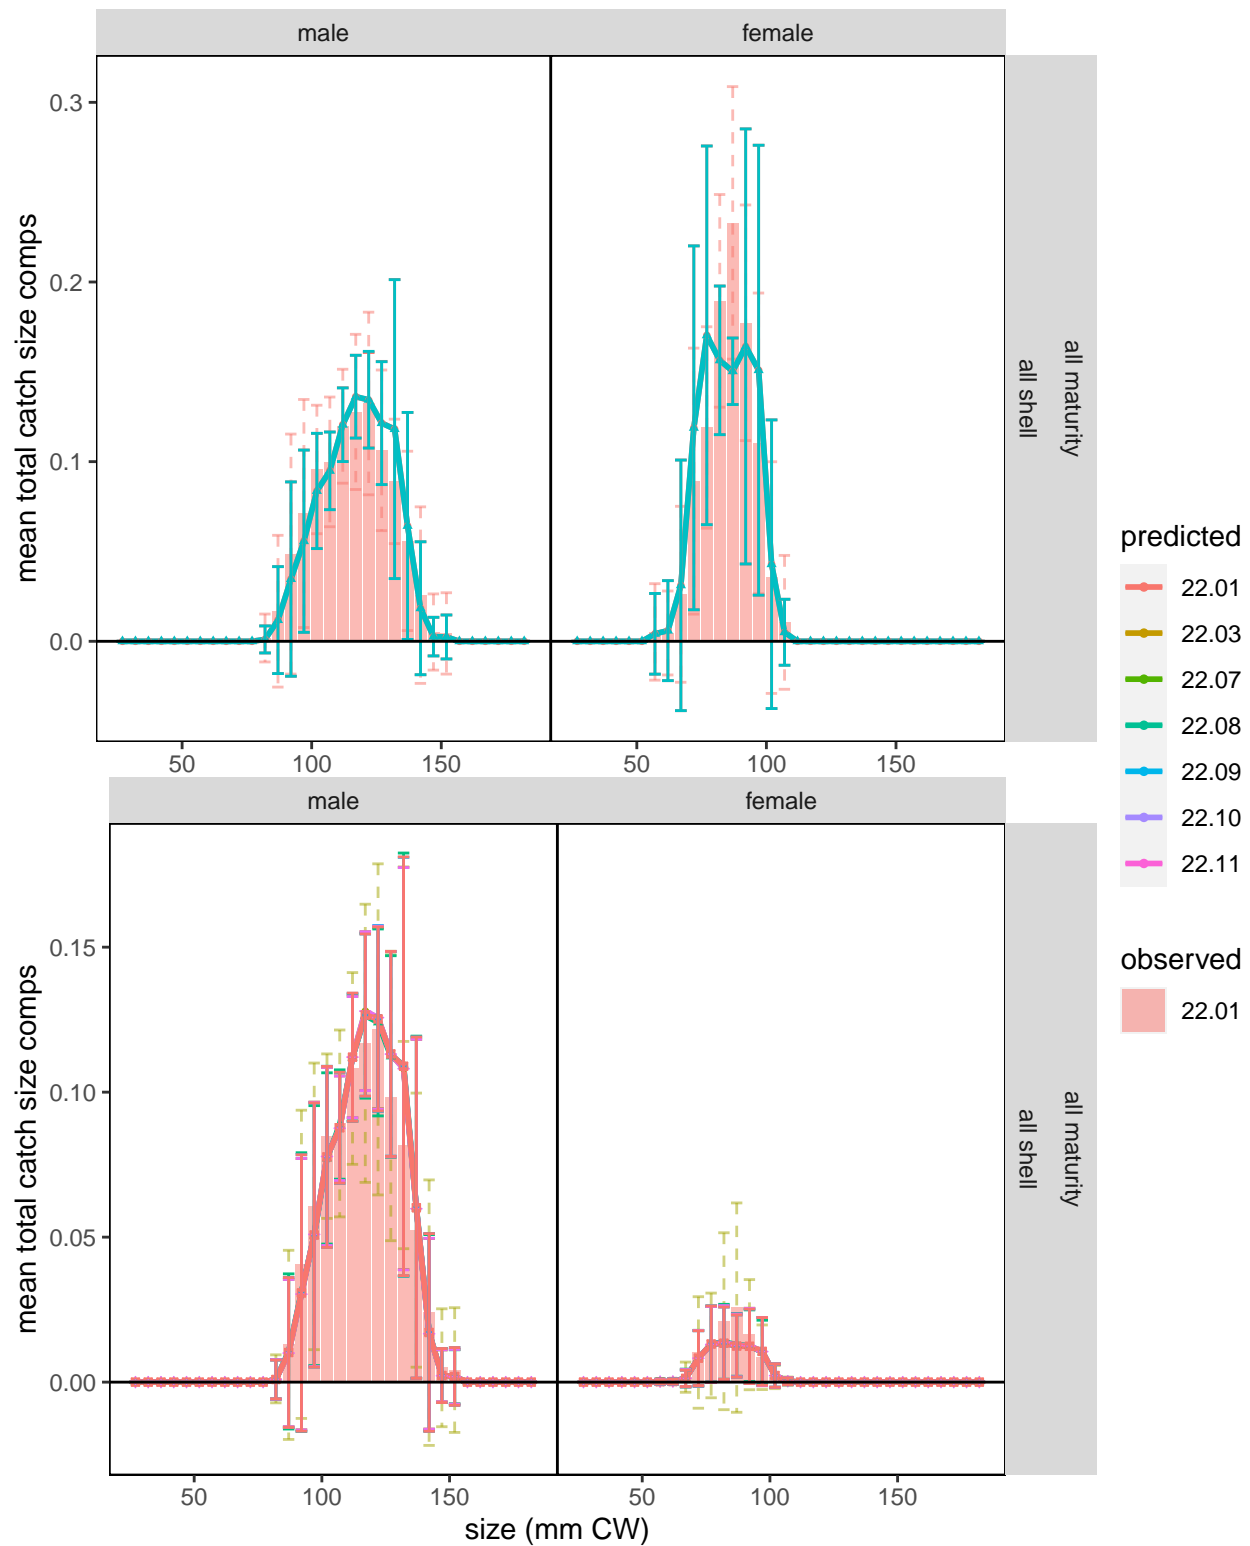 male female
0.3
0.2
0.1
0.0
mean total catch size comps
all maturity
all shell
50 100 150 50 100 150
male female
0.15
0.10
0.05
0.00
mean total catch size comps
all maturity
all shell
50 100 150 50 100 150
size (mm CW)
predicted
22.01
22.03
22.07
22.08
22.09
22.10
22.11
observed
22.01